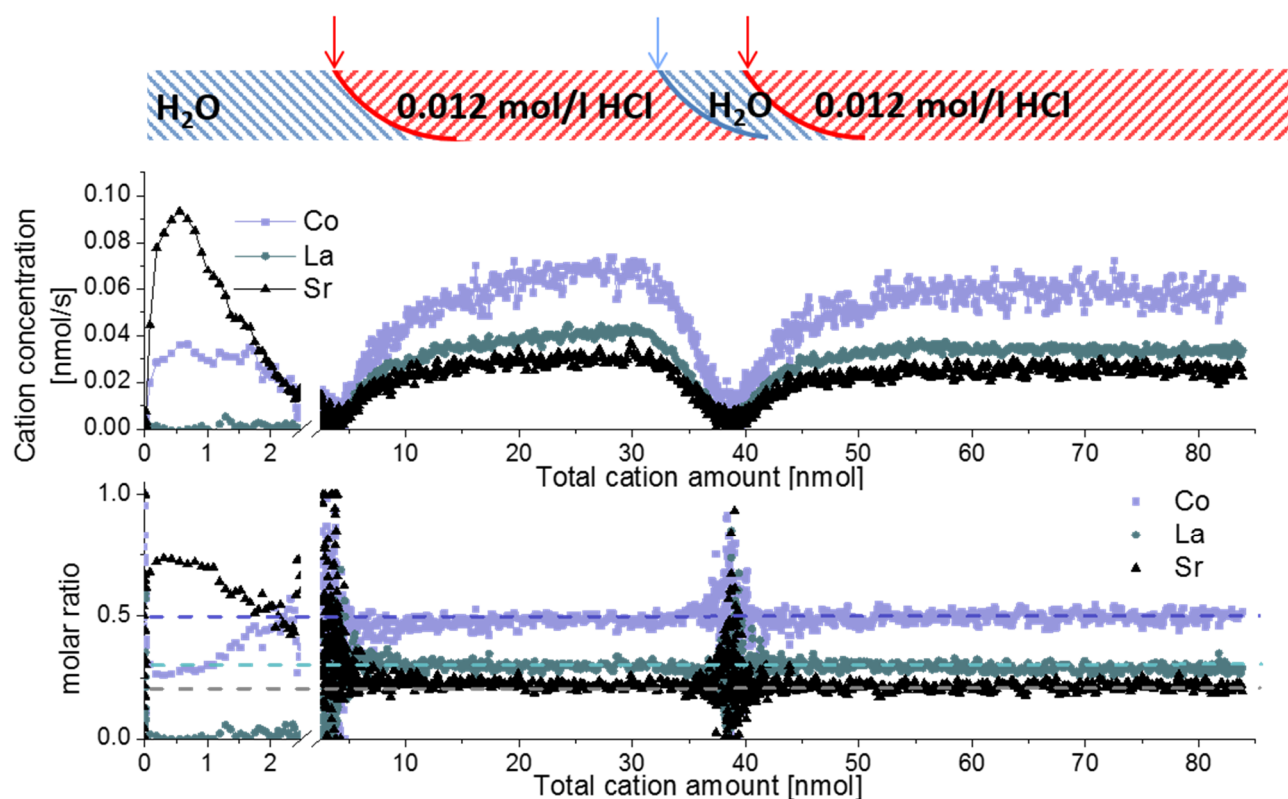 H₂O 0.012 mol/l HCl H₂O 0.012 mol/l HCl
Cation concentration
[nmol/s]
0.10
0.08
0.06
0.04
0.02
0.00
Co
La
Sr
0 1 2 10 20 30 40 50 60 70 80
Total cation amount [nmol]
molar ratio
1.0
0.5
0.0
Co
La
Sr
0 1 2 10 20 30 40 50 60 70 80
Total cation amount [nmol]